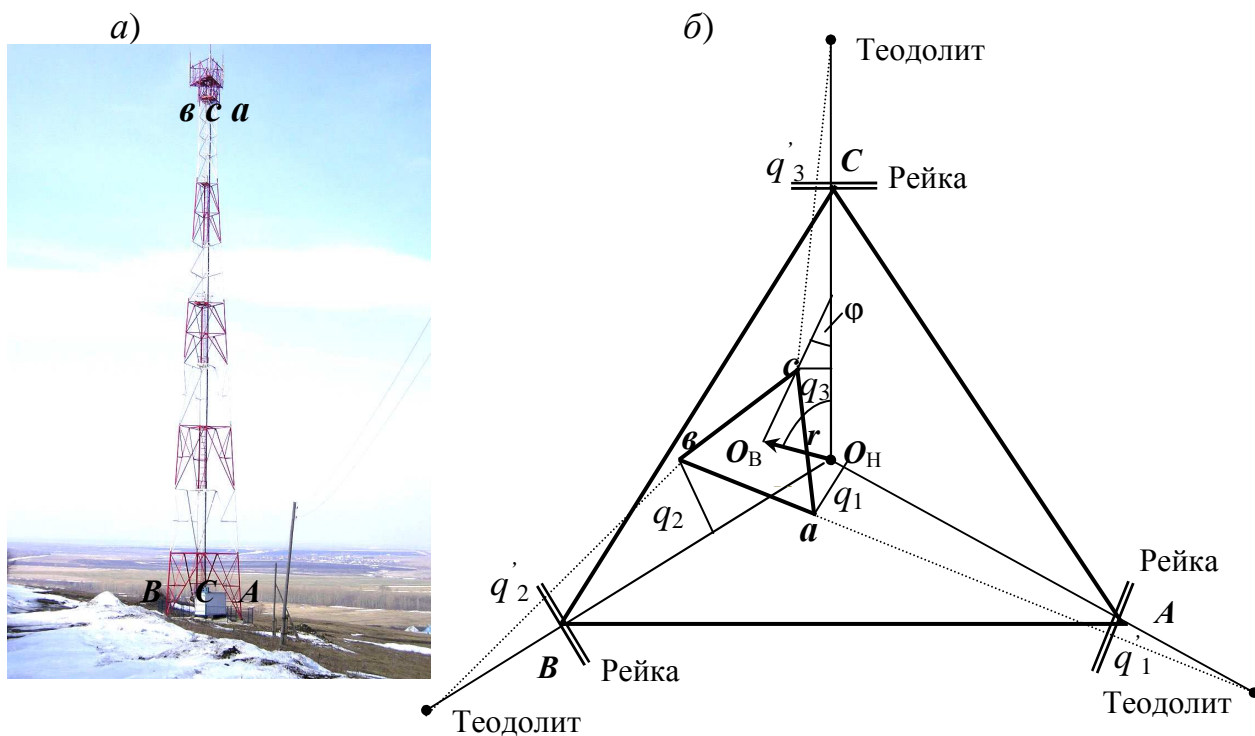 а)
в с а
В С А
б)
Теодолит
q'3
С
Рейка
φ
с
q3
в
OВ
r
OН
q2
q1
а
Рейка
q'2
А
q'1
В
Рейка
Теодолит
Теодолит